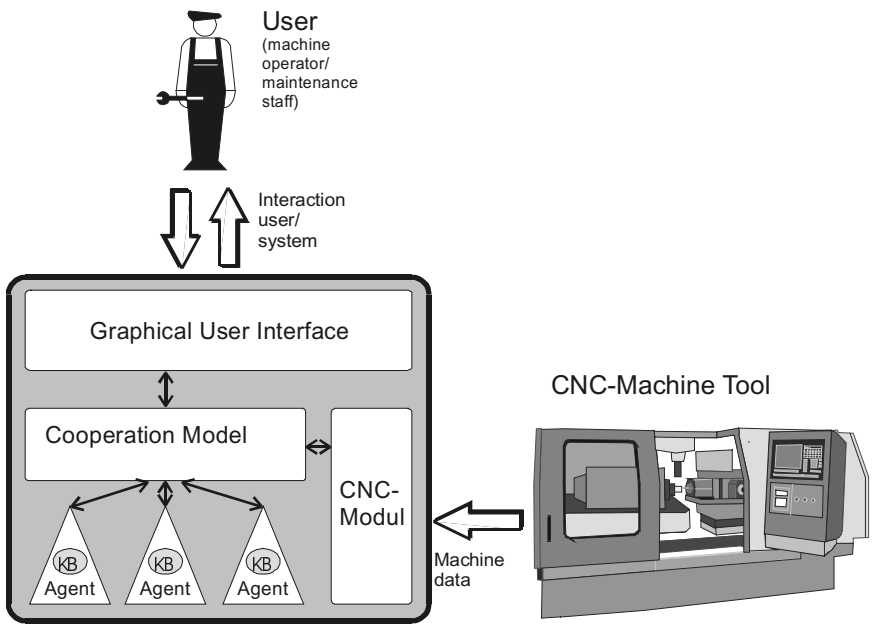 User
(machine
operator/
maintenance
staff)
Interaction
user/
system
Graphical User Interface
Cooperation Model
CNC-
Modul
KB
Agent
KB
Agent
KB
Agent
CNC-Machine Tool
Machine
data